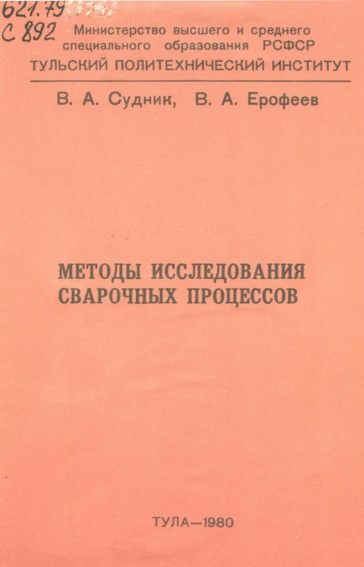 621.79
С 892
Министерство высшего и среднего
специального образования РСФСР
ТУЛЬСКИЙ ПОЛИТЕХНИЧЕСКИЙ ИНСТИТУТ
В. А. Судник, В. А. Ерофеев
МЕТОДЫ ИССЛЕДОВАНИЯ
СВАРОЧНЫХ ПРОЦЕССОВ
ТУЛА—1980